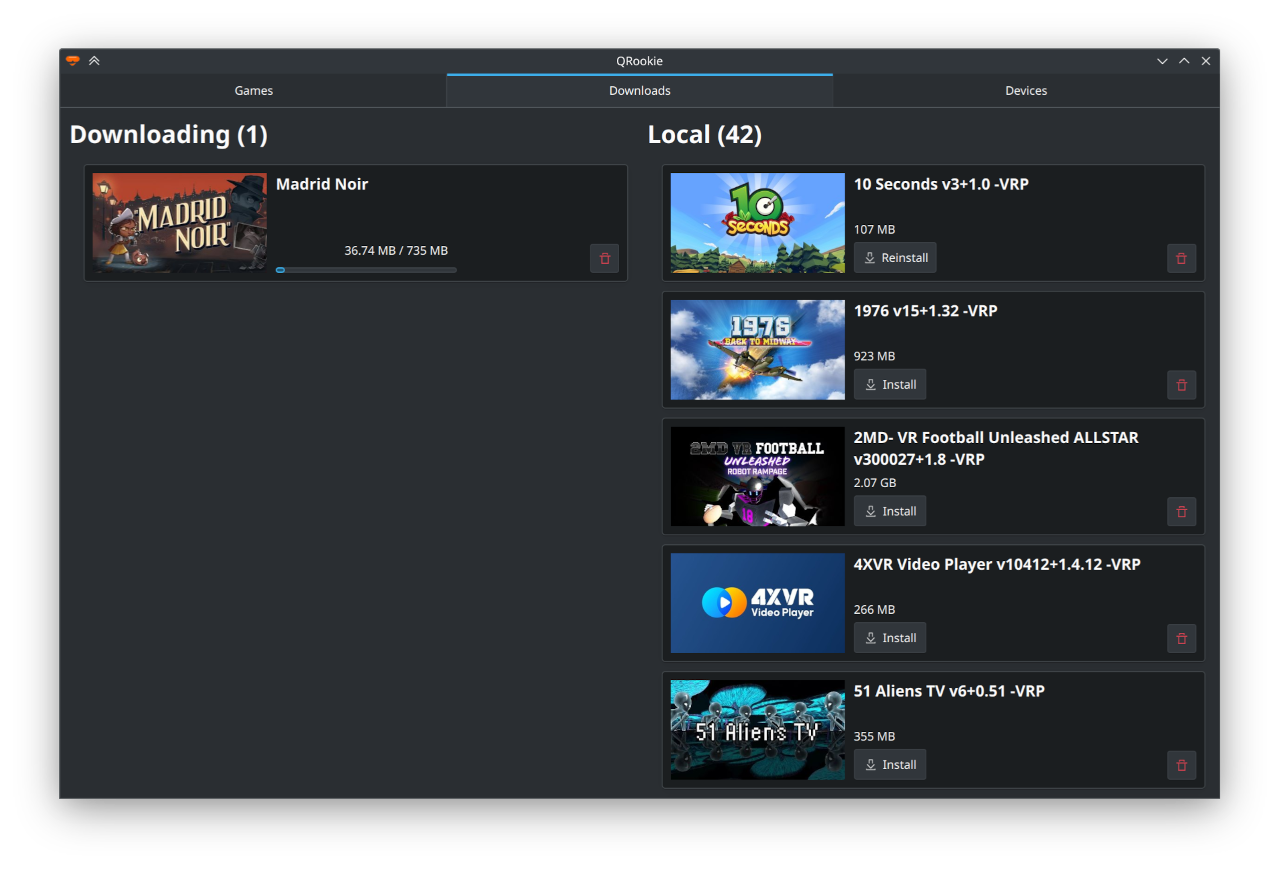 QRookie
Games
Downloads
Devices
Downloading (1)
"MADRID
NOIR"
Madrid Noir
36.74 MB / 735 MB
Local (42)
10
SECONDS
10 Seconds v3+1.0 -VRP
107 MB
Reinstall
1976
BACK TO MIDWAY
1976 v15+1.32 -VRP
923 MB
Install
2MD VR FOOTBALL
UNLEASHED
ROBOT RAMPAGE
18
2MD- VR Football Unleashed ALLSTAR
v300027+1.8 -VRP
2.07 GB
Install
4XVR
Video Player
4XVR Video Player v10412+1.4.12 -VRP
266 MB
Install
51 Aliens TV
51 Aliens TV v6+0.51 -VRP
355 MB
Install